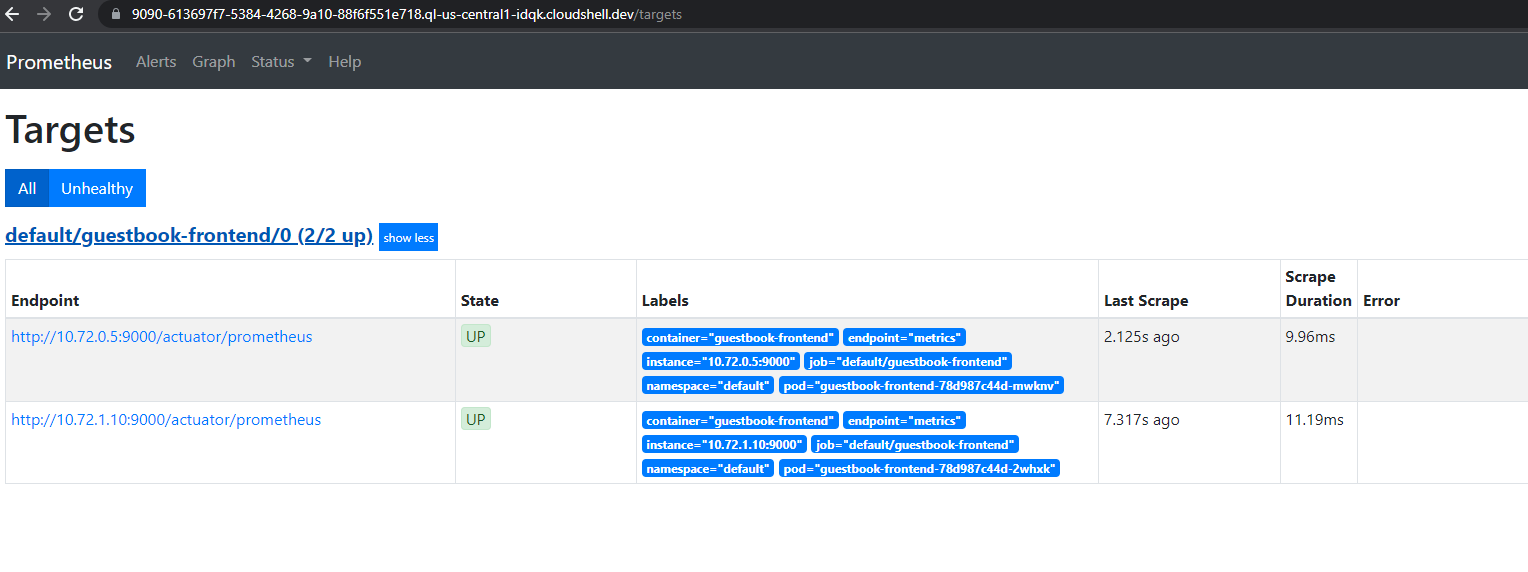 9090-613697f7-5384-4268-9a10-88f6f551e718.ql-us-central1-idqk.cloudshell.dev/targets
Prometheus Alerts Graph Status Help
Targets
All Unhealthy
default/guestbook-frontend/0 (2/2 up) show less
Endpoint State Labels Last Scrape Scrape Duration Error
http://10.72.0.5:9000/actuator/prometheus UP container="guestbook-frontend" endpoint="metrics" 2.125s ago 9.96ms
instance="10.72.0.5:9000" job="default/guestbook-frontend"
namespace="default" pod="guestbook-frontend-78d987c44d-mwknv"
http://10.72.1.10:9000/actuator/prometheus UP container="guestbook-frontend" endpoint="metrics" 7.317s ago 11.19ms
instance="10.72.1.10:9000" job="default/guestbook-frontend"
namespace="default" pod="guestbook-frontend-78d987c44d-2whxk"